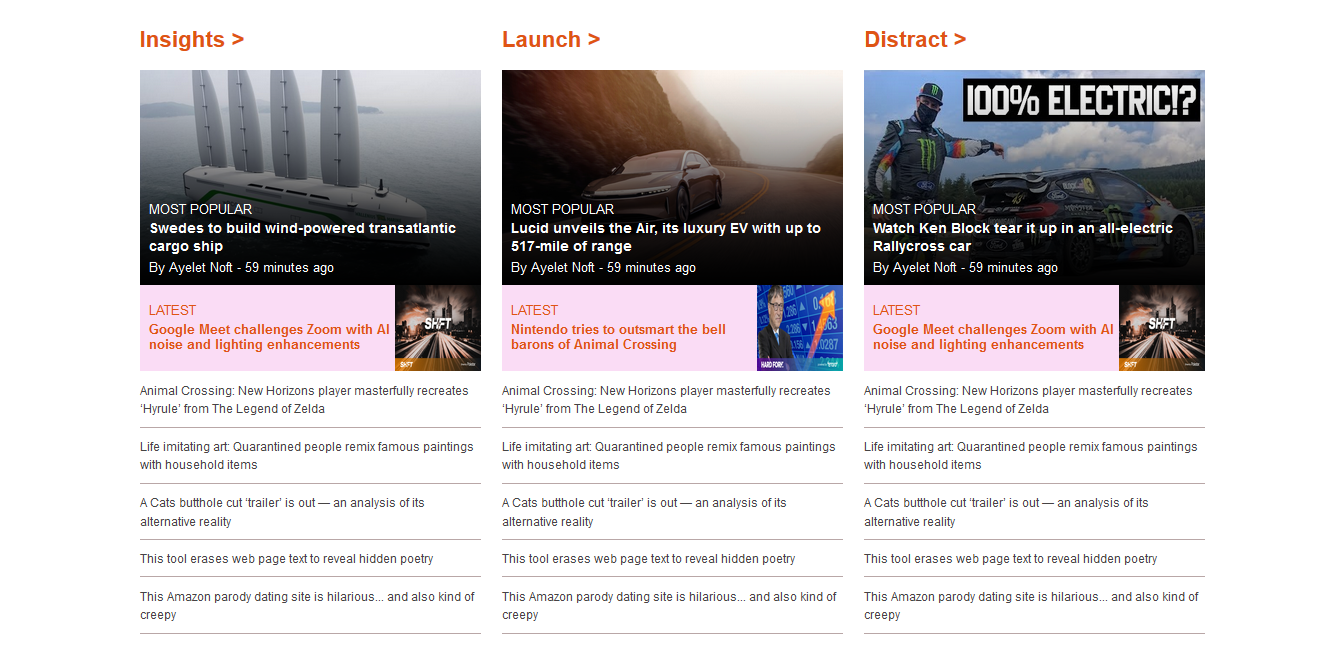 Insights >
MOST POPULAR
Swedes to build wind-powered transatlantic
cargo ship
By Ayelet Noft - 59 minutes ago
LATEST
Google Meet challenges Zoom with AI
noise and lighting enhancements
SHFT
SHFT
Animal Crossing: New Horizons player masterfully recreates
‘Hyrule’ from The Legend of Zelda
Life imitating art: Quarantined people remix famous paintings
with household items
A Cats butthole cut ‘trailer’ is out — an analysis of its
alternative reality
This tool erases web page text to reveal hidden poetry
This Amazon parody dating site is hilarious... and also kind of
creepy
Launch >
MOST POPULAR
Lucid unveils the Air, its luxury EV with up to
517-mile of range
By Ayelet Noft - 59 minutes ago
LATEST
Nintendo tries to outsmart the bell
barons of Animal Crossing
HARD FORK
Animal Crossing: New Horizons player masterfully recreates
‘Hyrule’ from The Legend of Zelda
Life imitating art: Quarantined people remix famous paintings
with household items
A Cats butthole cut ‘trailer’ is out — an analysis of its
alternative reality
This tool erases web page text to reveal hidden poetry
This Amazon parody dating site is hilarious... and also kind of
creepy
Distract >
100% ELECTRIC!?
MOST POPULAR
Watch Ken Block tear it up in an all-electric
Rallycross car
By Ayelet Noft - 59 minutes ago
LATEST
Google Meet challenges Zoom with AI
noise and lighting enhancements
SHFT
SHFT
Animal Crossing: New Horizons player masterfully recreates
‘Hyrule’ from The Legend of Zelda
Life imitating art: Quarantined people remix famous paintings
with household items
A Cats butthole cut ‘trailer’ is out — an analysis of its
alternative reality
This tool erases web page text to reveal hidden poetry
This Amazon parody dating site is hilarious... and also kind of
creepy